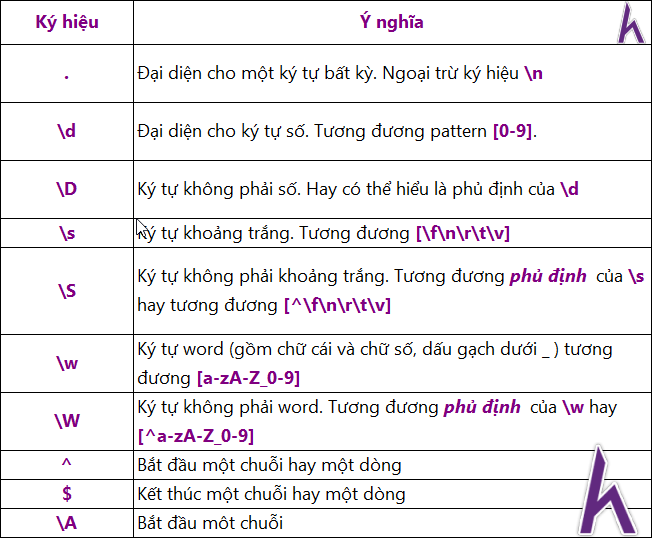 Ký hiệu Ý nghĩa
. Đại diện cho một ký tự bất kỳ. Ngoại trừ ký hiệu \n
\d Đại diện cho ký tự số. Tương đương pattern [0-9].
\D Ký tự không phải số. Hay có thể hiểu là phủ định của \d
\s Ký tự khoảng trắng. Tương đương [\f\n\r\t\v]
\S Ký tự không phải khoảng trắng. Tương đương phủ định của \s
hay tương đương [^\f\n\r\t\v]
\w Ký tự word (gồm chữ cái và chữ số, dấu gạch dưới _ ) tương
đương [a-zA-Z_0-9]
\W Ký tự không phải word. Tương đương phủ định của \w hay
[^a-zA-Z_0-9]
^ Bắt đầu một chuỗi hay một dòng
$ Kết thúc một chuỗi hay một dòng
\A Bắt đầu môt chuỗi